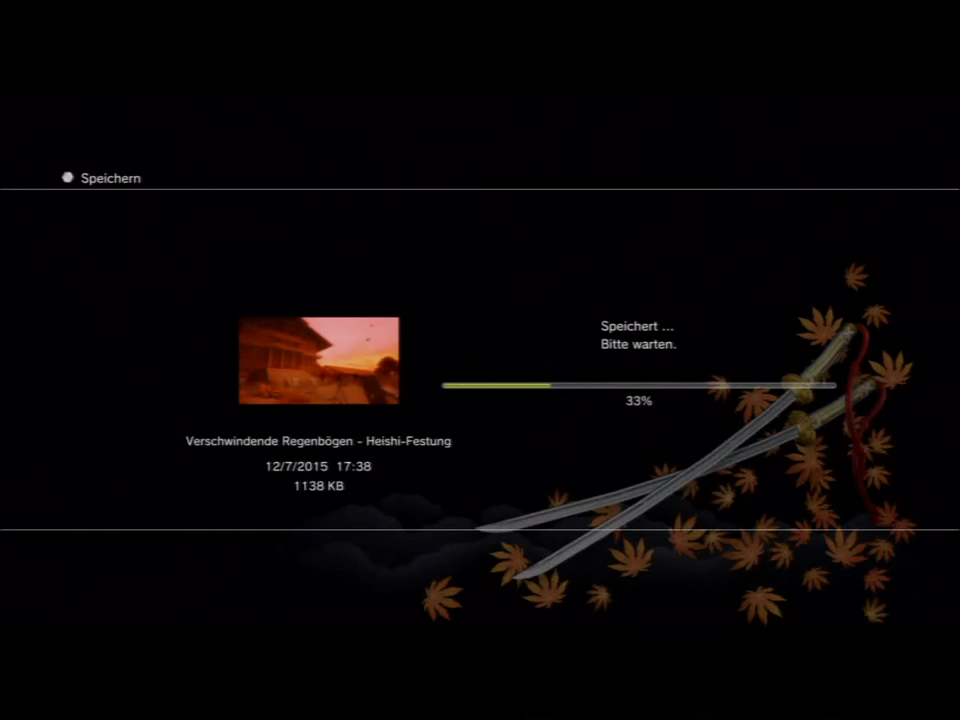 Speichern
Speichert ...
Bitte warten.
33%
Verschwindende Regenbögen - Heishi-Festung
12/7/2015 17:38
1138 KB